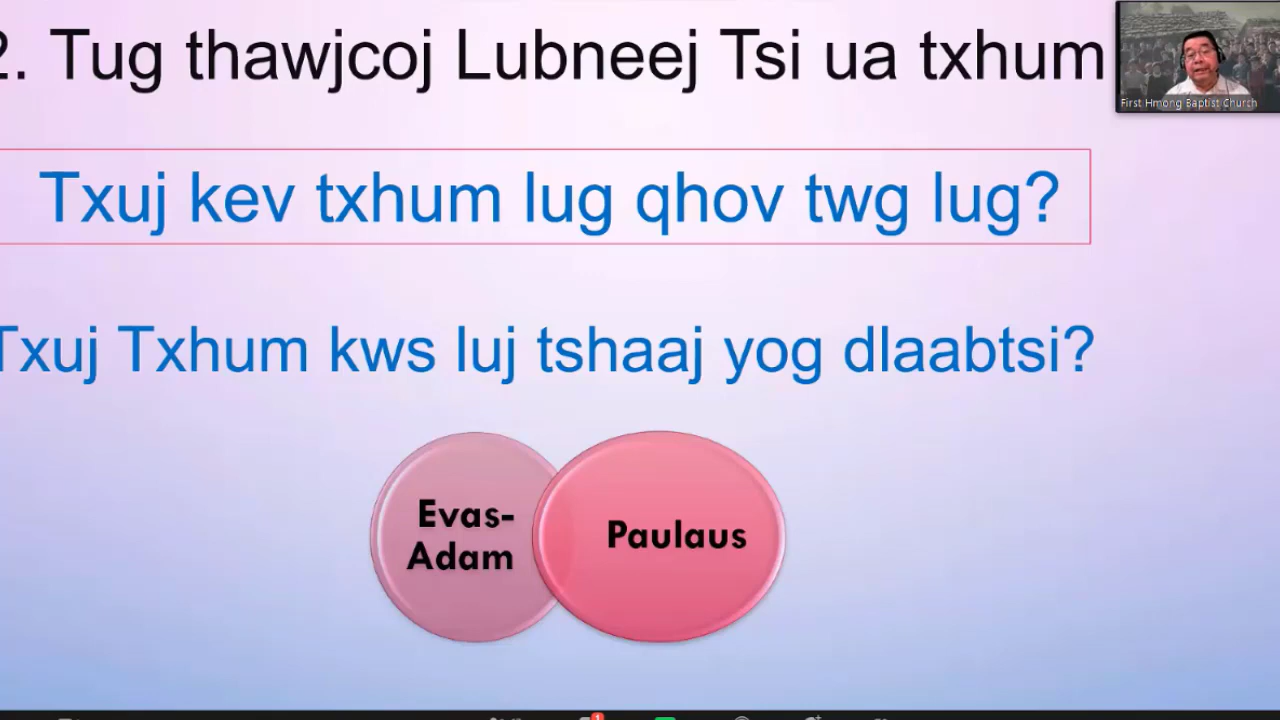 2. Tug thawjcoj Lubneej Tsi ua txhum
First Hmong Baptist Church
Txuj kev txhum lug qhov twg lug?
Txuj Txhum kws luj tshaaj yog dlaabtsi?
Evas-
Adam
Paulaus
1